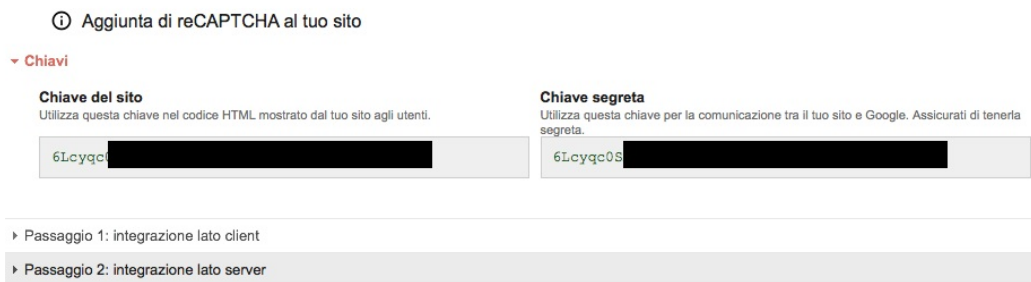 Aggiunta di reCAPTCHA al tuo sito
Chiavi
Chiave del sito
Utilizza questa chiave nel codice HTML mostrato dal tuo sito agli utenti.
6Lcyqc
Chiave segreta
Utilizza questa chiave per la comunicazione tra il tuo sito e Google. Assicurati di tenerla
segreta.
6Lcyqc0S
Passaggio 1: integrazione lato client
Passaggio 2: integrazione lato server